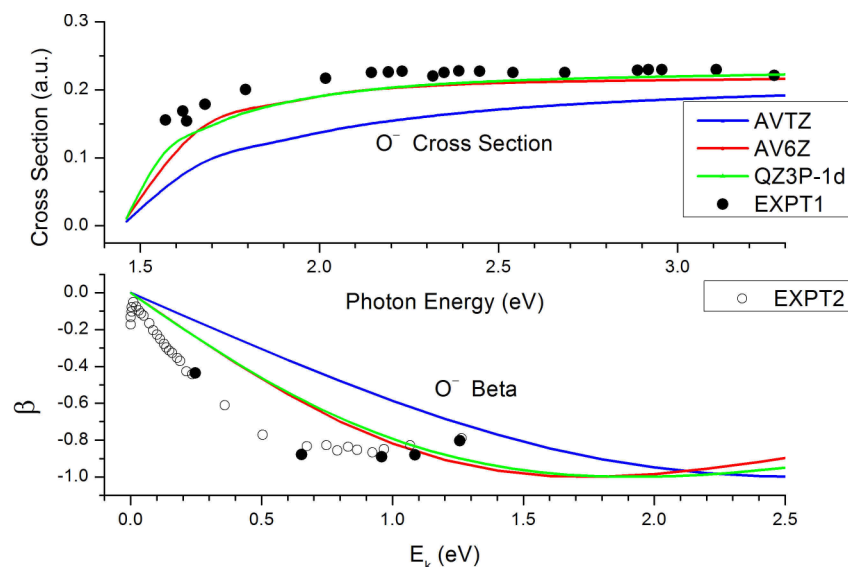 Cross Section (a.u.)
0.3
0.2
0.1
0.0
O⁻ Cross Section
AVTZ
AV6Z
QZ3P-1d
EXPT1
1.5 2.0 2.5 3.0
Photon Energy (eV)
EXPT2
β
0.0
-0.2
-0.4
-0.6
-0.8
-1.0
O⁻ Beta
0.0 0.5 1.0 1.5 2.0 2.5
Eₖ (eV)